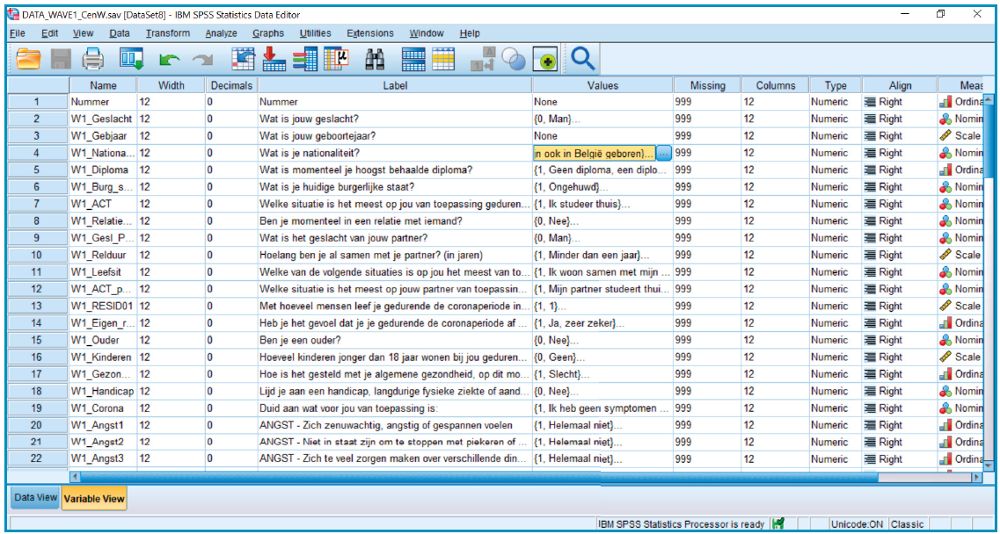 DATA_WAVE1_CenW.sav [DataSet8] - IBM SPSS Statistics Data Editor
File Edit View Data Transform Analyze Graphs Utilities Extensions Window Help
Name Width Decimals Label Values Missing Columns Type Align Meas
1 Nummer 12 0 Nummer None 999 12 Numeric Right Ordina
2 W1_Geslacht 12 0 Wat is jouw geslacht? {0, Man}... 999 12 Numeric Right Nomin
3 W1_Gebjaar 12 0 Wat is jouw geboortejaar? None 999 12 Numeric Right Scale
4 W1_Nationa... 12 0 Wat is je nationaliteit? n ook in België geboren}... ... 999 12 Numeric Right Nomin
5 W1_Diploma 12 0 Wat is momenteel je hoogst behaalde diploma? {1, Geen diploma, een diplo... 999 12 Numeric Right Ordina
6 W1_Burg_s... 12 0 Wat is je huidige burgerlijke staat? {1, Ongehuwd}... 999 12 Numeric Right Nomin
7 W1_ACT 12 0 Welke situatie is het meest op jou van toepassing geduren... {1, Ik studeer thuis}... 999 12 Numeric Right Nomin
8 W1_Relatie... 12 0 Ben je momenteel in een relatie met iemand? {0, Nee}... 999 12 Numeric Right Nomin
9 W1_Gesl_P... 12 0 Wat is het geslacht van jouw partner? {0, Man}... 999 12 Numeric Right Nomin
10 W1_Relduur 12 0 Hoelang ben je al samen met je partner? (in jaren) {1, Minder dan een jaar}... 999 12 Numeric Right Scale
11 W1_Leefsit 12 0 Welke van de volgende situaties is op jou het meest van to... {1, Ik woon samen met mijn ... 999 12 Numeric Right Nomin
12 W1_ACT_p... 12 0 Welke situatie is het meest op jouw partner van toepassin... {1, Mijn partner studeert thui... 999 12 Numeric Right Nomin
13 W1_RESID01 12 0 Met hoeveel mensen leef je gedurende de coronaperiode in... {1, 1}... 999 12 Numeric Right Scale
14 W1_Eigen_r... 12 0 Heb je het gevoel dat je je gedurende de coronaperiode af ... {1, Ja, zeer zeker}... 999 12 Numeric Right Ordina
15 W1_Ouder 12 0 Ben je een ouder? {0, Nee}... 999 12 Numeric Right Nomin
16 W1_Kinderen 12 0 Hoeveel kinderen jonger dan 18 jaar wonen bij jou geduren... {0, Geen}... 999 12 Numeric Right Scale
17 W1_Gezon... 12 0 Hoe is het gesteld met je algemene gezondheid, op dit mo... {1, Slecht}... 999 12 Numeric Right Ordina
18 W1_Handicap 12 0 Lijd je aan een handicap, langdurige fysieke ziekte of aand... {0, Nee}... 999 12 Numeric Right Nomin
19 W1_Corona 12 0 Duid aan wat voor jou van toepassing is: {1, Ik heb geen symptomen ... 999 12 Numeric Right Nomin
20 W1_Angst1 12 0 ANGST - Zich zenuwachtig, angstig of gespannen voelen {1, Helemaal niet}... 999 12 Numeric Right Ordina
21 W1_Angst2 12 0 ANGST - Niet in staat zijn om te stoppen met piekeren of ... {1, Helemaal niet}... 999 12 Numeric Right Ordina
22 W1_Angst3 12 0 ANGST - Zich te veel zorgen maken over verschillende din... {1, Helemaal niet}... 999 12 Numeric Right Ordina
Data View Variable View
IBM SPSS Statistics Processor is ready Unicode:ON Classic